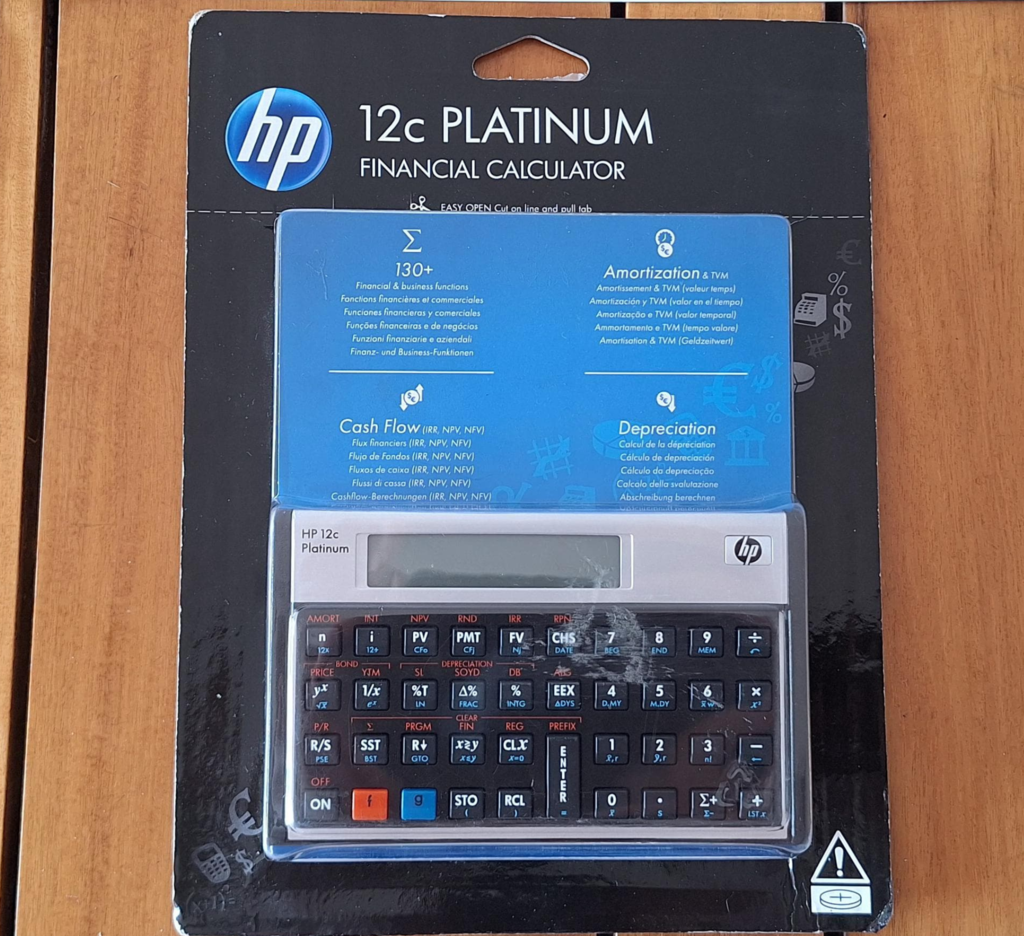 hp
12c PLATINUM
FINANCIAL CALCULATOR
EASY OPEN Cut on line and pull tab
Σ
130+
Financial & business functions
Fonctions financières et commerciales
Funciones financieras y comerciales
Funções financeiras e de negócios
Funzioni finanziarie e aziendali
Finanz- und Business-Funktionen
Amortization & TVM
Amortissement & TVM (valeur temps)
Amortización y TVM (valor en el tiempo)
Amortização e TVM (valor temporal)
Ammortamento e TVM (tempo valore)
Amortisation & TVM (Geldzeitwert)
Cash Flow (IRR, NPV, NFV)
Flux financiers (IRR, NPV, NFV)
Flujo de Fondos (IRR, NPV, NFV)
Fluxos de caixa (IRR, NPV, NFV)
Flussi di cassa (IRR, NPV, NFV)
Cashflow-Berechnungen (IRR, NPV, NFV)
Depreciation
Calcul de la dépréciation
Cálculo de depreciación
Cálculo da depreciação
Calcolo della svalutazione
Abschreibung berechnen
HP 12c
Platinum
hp
AMORT INT NPV RND IRR RPN
n i PV PMT FV CHS 7 8 9 ÷
12x 12÷ CFo CFj Nj DATE BEG END MEM
BOND DEPRECIATION
PRICE YTM SL SOYD DB ALG
yˣ 1/x %T Δ% % EEX 4 5 6 ×
√x eˣ LN FRAC INTG ΔDYS D.MY M.DY x̄w x²
CLEAR
P/R Σ PRGM FIN REG PREFIX
R/S SST R↓ x≷y CLx ENTER 1 2 3 −
PSE BST GTO x≤y x=0 x̂,r ŷ,r n! ←
OFF
ON f g STO RCL 0 . Σ+ +
( ) = x̄ s Σ− LST x